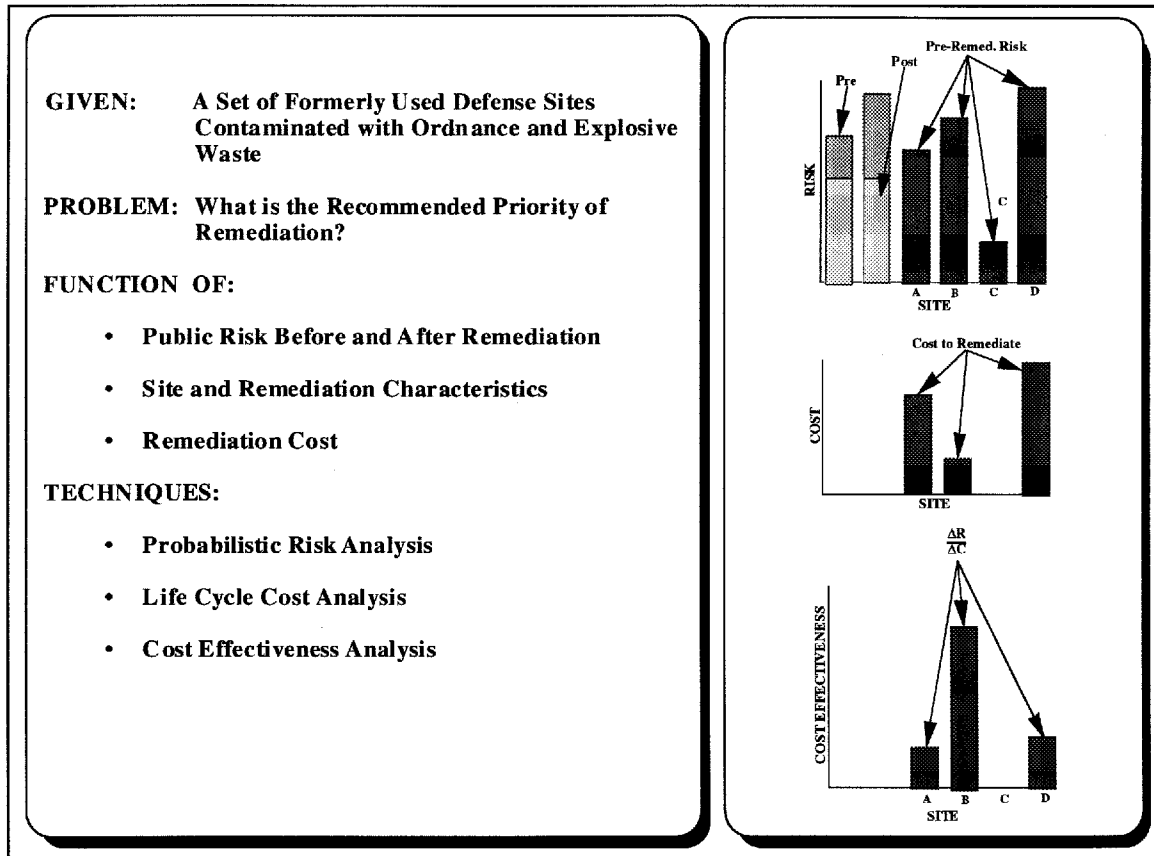 GIVEN: A Set of Formerly Used Defense Sites
Contaminated with Ordnance and Explosive
Waste
PROBLEM: What is the Recommended Priority of
Remediation?
FUNCTION OF:
• Public Risk Before and After Remediation
• Site and Remediation Characteristics
• Remediation Cost
TECHNIQUES:
• Probabilistic Risk Analysis
• Life Cycle Cost Analysis
• Cost Effectiveness Analysis
Pre-Remed. Risk
Post
Pre
RISK
C
A B C D
SITE
Cost to Remediate
COST
SITE
ΔR
ΔC
COST EFFECTIVENESS
A B C D
SITE